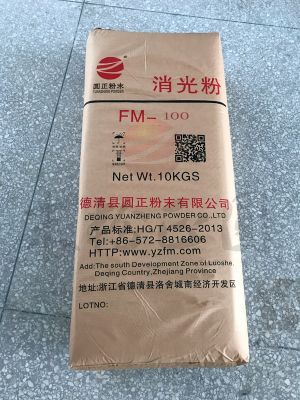 圆正粉末
YUANZHENG POWDER
消光粉
FM-100
Net Wt.10KGS
德清县圆正粉末有限公司
DEQING YUANZHENG POWDER CO.,LTD
产品标准:HG/T 4526-2013
Tel:+86-572-8816606
HTTP:www.yzfm.com
Add:The south Development Zone of Luoshe,
Deqing Country,Zhejiang Province
地址:浙江省德清县洛舍城南经济开发区
LOTNO: